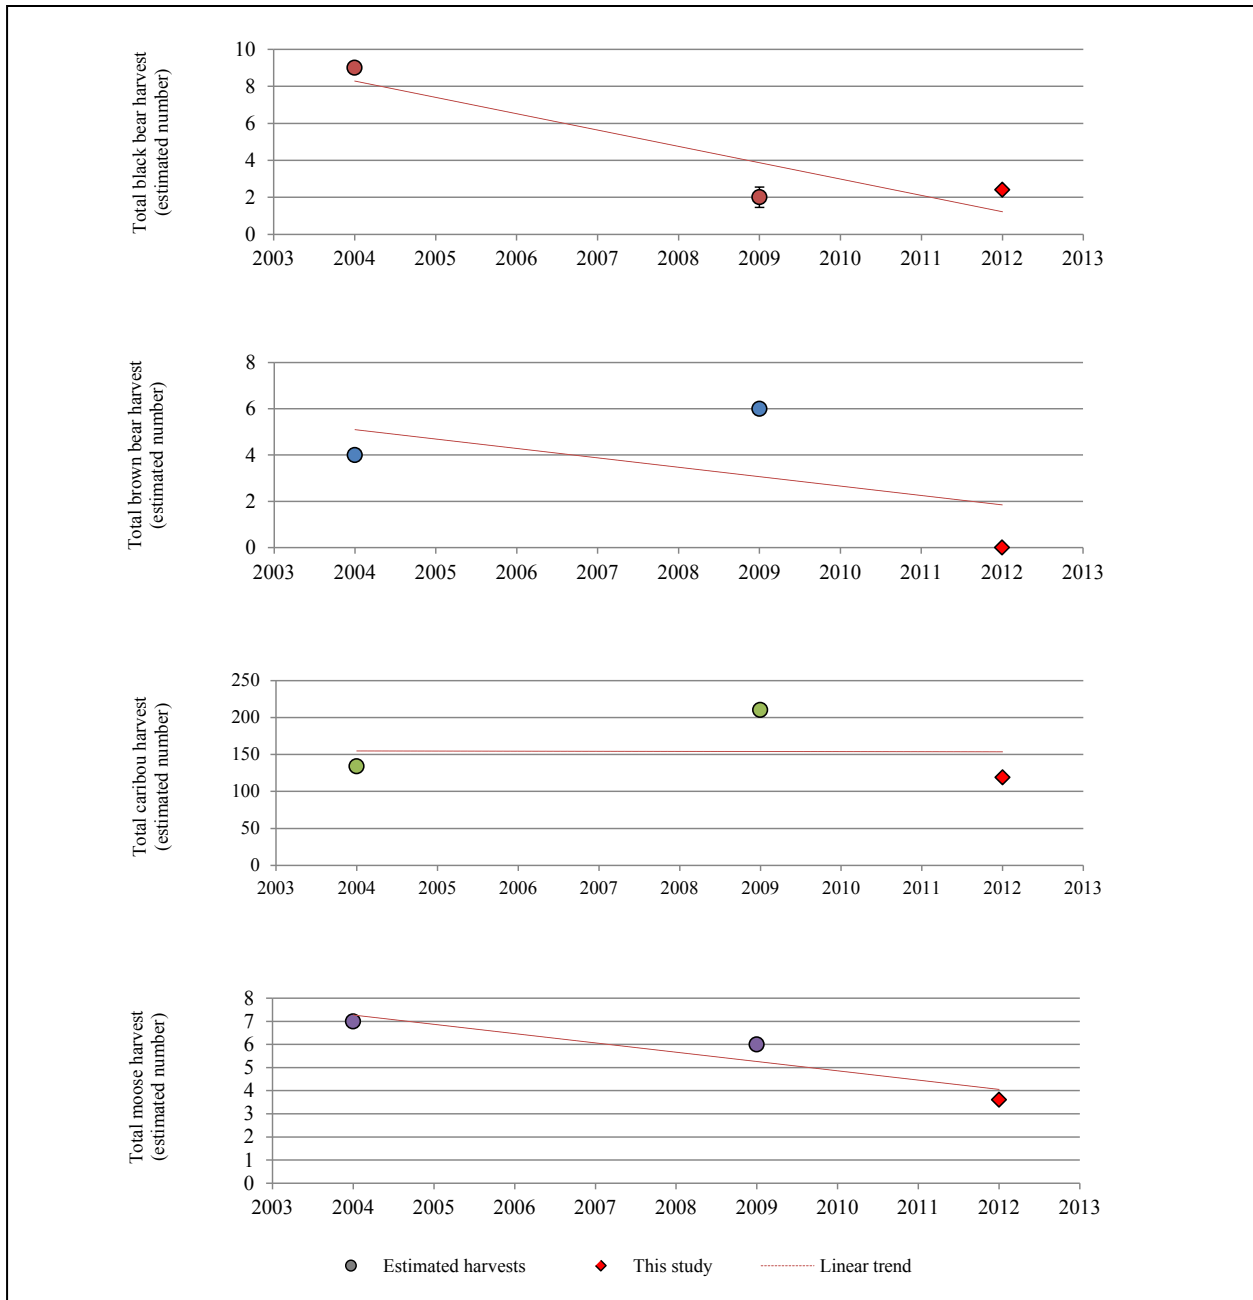 Total black bear harvest
(estimated number)
10
8
6
4
2
0
2003 2004 2005 2006 2007 2008 2009 2010 2011 2012 2013
Total brown bear harvest
(estimated number)
8
6
4
2
0
2003 2004 2005 2006 2007 2008 2009 2010 2011 2012 2013
Total caribou harvest
(estimated number)
250
200
150
100
50
0
2003 2004 2005 2006 2007 2008 2009 2010 2011 2012 2013
Total moose harvest
(estimated number)
8
7
6
5
4
3
2
1
0
2003 2004 2005 2006 2007 2008 2009 2010 2011 2012 2013
Estimated harvests This study Linear trend